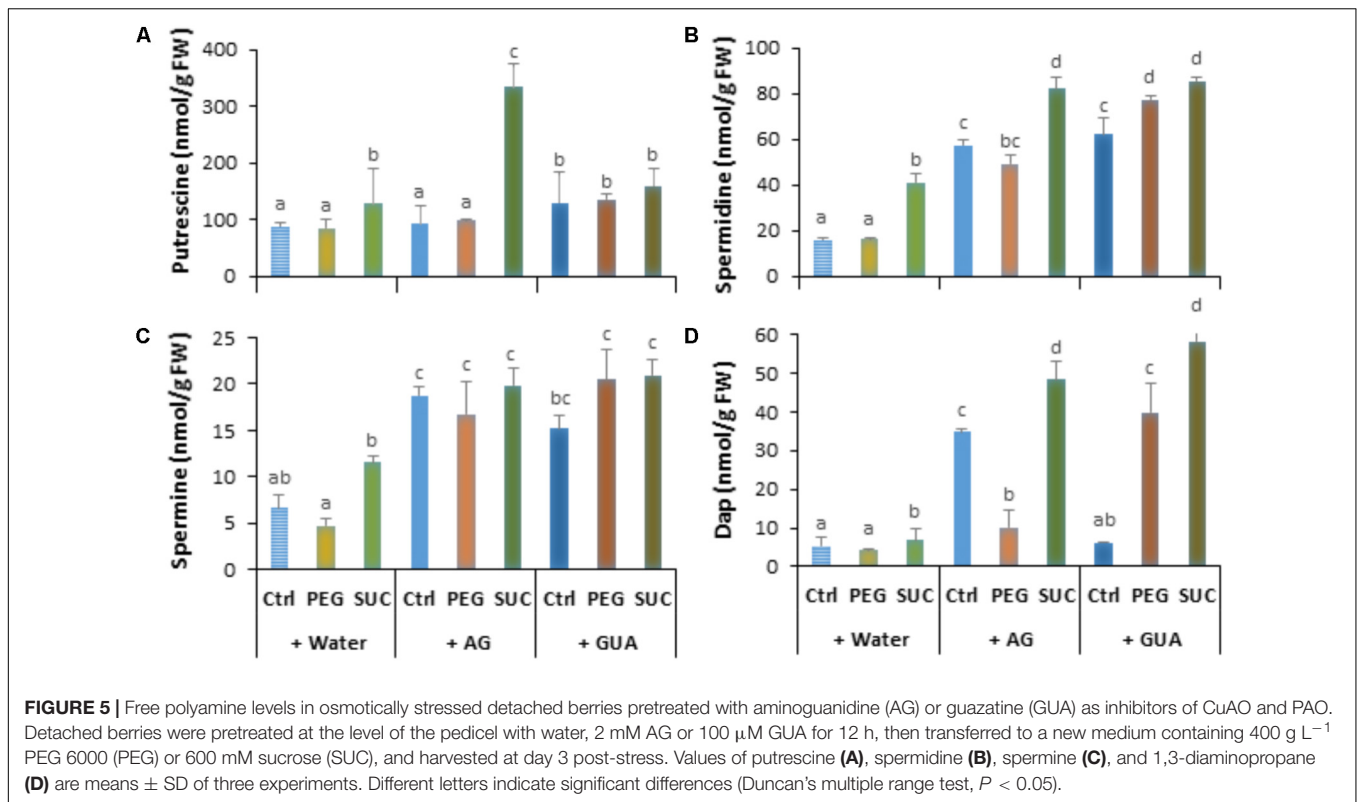 A
Putrescine (nmol/g FW)
400
300
200
100
0
a a b a a c b b b
B
Spermidine (nmol/g FW)
100
80
60
40
20
0
a a b c bc d c d d
C
Spermine (nmol/g FW)
25
20
15
10
5
0
ab a b c c c bc c c
Ctrl PEG SUC Ctrl PEG SUC Ctrl PEG SUC
+ Water + AG + GUA
D
Dap (nmol/g FW)
60
50
40
30
20
10
0
a a b c b d ab c d
Ctrl PEG SUC Ctrl PEG SUC Ctrl PEG SUC
+ Water + AG + GUA
FIGURE 5 | Free polyamine levels in osmotically stressed detached berries pretreated with aminoguanidine (AG) or guazatine (GUA) as inhibitors of CuAO and PAO.
Detached berries were pretreated at the level of the pedicel with water, 2 mM AG or 100 μM GUA for 12 h, then transferred to a new medium containing 400 g L−1
PEG 6000 (PEG) or 600 mM sucrose (SUC), and harvested at day 3 post-stress. Values of putrescine (A), spermidine (B), spermine (C), and 1,3-diaminopropane
(D) are means ± SD of three experiments. Different letters indicate significant differences (Duncan's multiple range test, P < 0.05).